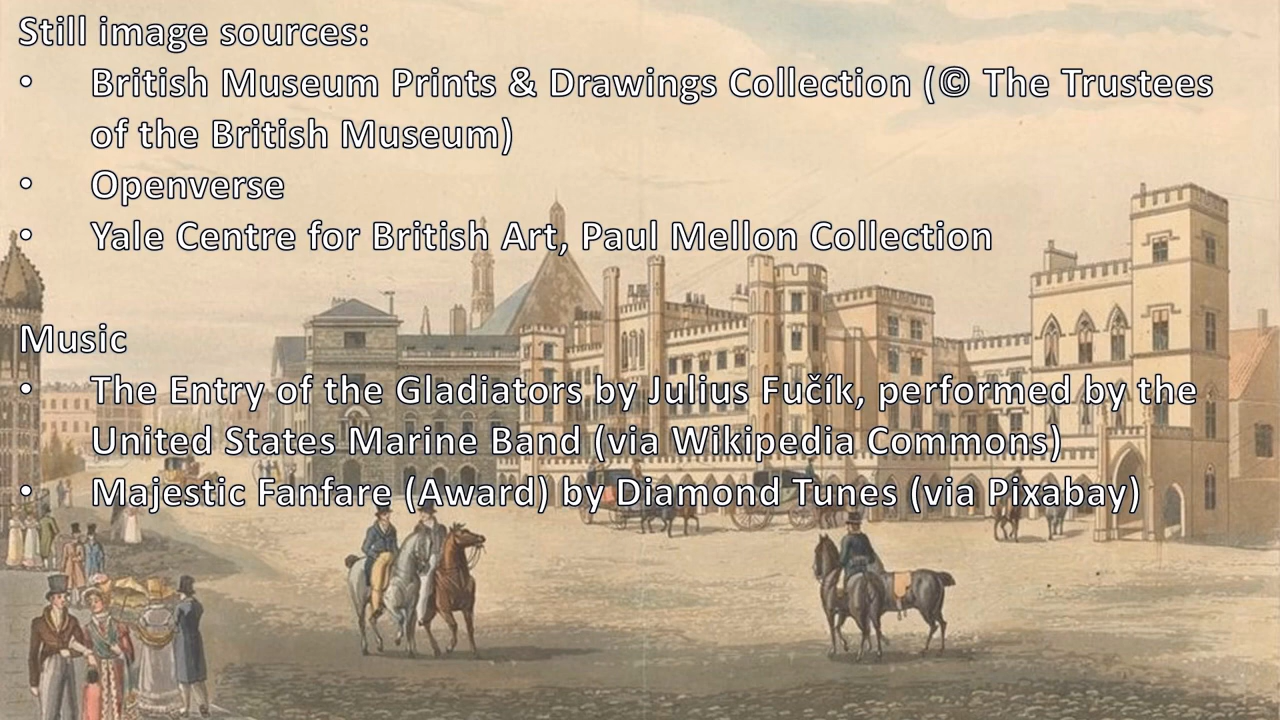 Still image sources:
• British Museum Prints & Drawings Collection (© The Trustees
of the British Museum)
• Openverse
• Yale Centre for British Art, Paul Mellon Collection
Music
• The Entry of the Gladiators by Julius Fučík, performed by the
United States Marine Band (via Wikipedia Commons)
• Majestic Fanfare (Award) by Diamond Tunes (via Pixabay)